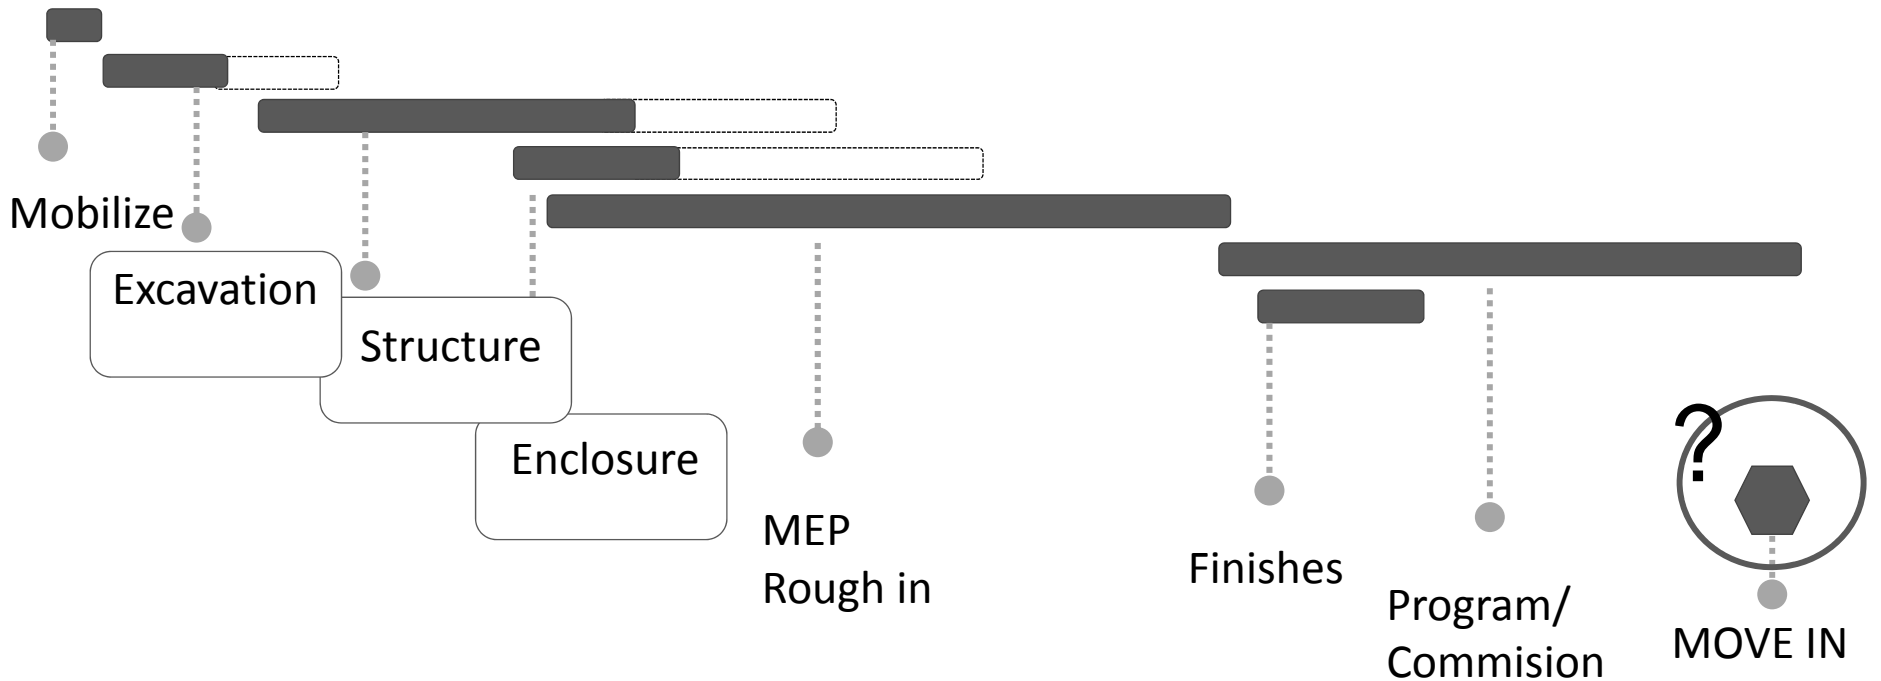 Mobilize
Excavation
Structure
Enclosure
MEP
Rough in
Finishes
Program/
Commision
?
MOVE IN